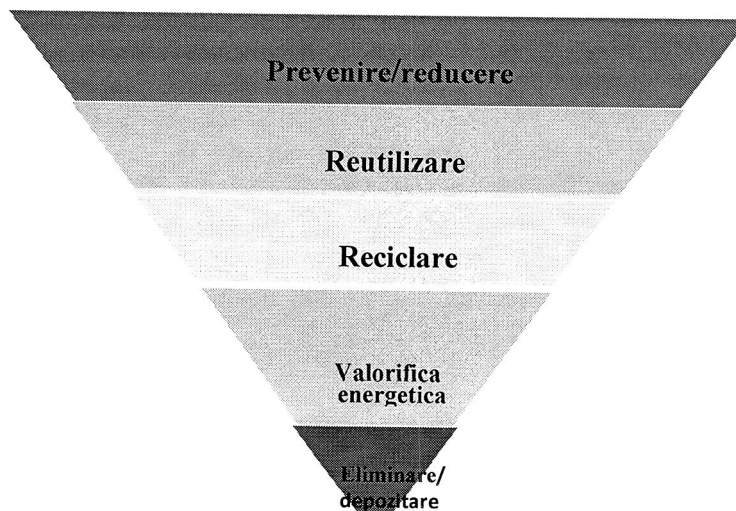 Prevenire/reducere
Reutilizare
Reciclare
Valorifica
energetica
Eliminare/
depozitare